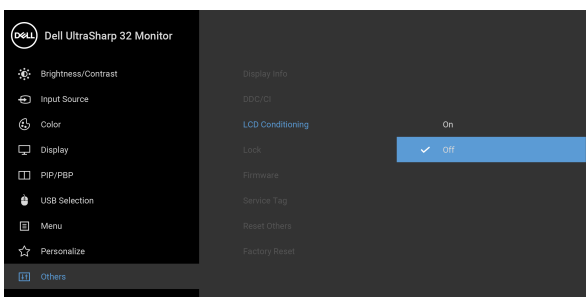 DELL Dell UltraSharp 32 Monitor
Brightness/Contrast
Input Source
Color
Display
PIP/PBP
USB Selection
Menu
Personalize
Others
Display Info
DDC/CI
LCD Conditioning
Lock
Firmware
Service Tag
Reset Others
Factory Reset
On
Off